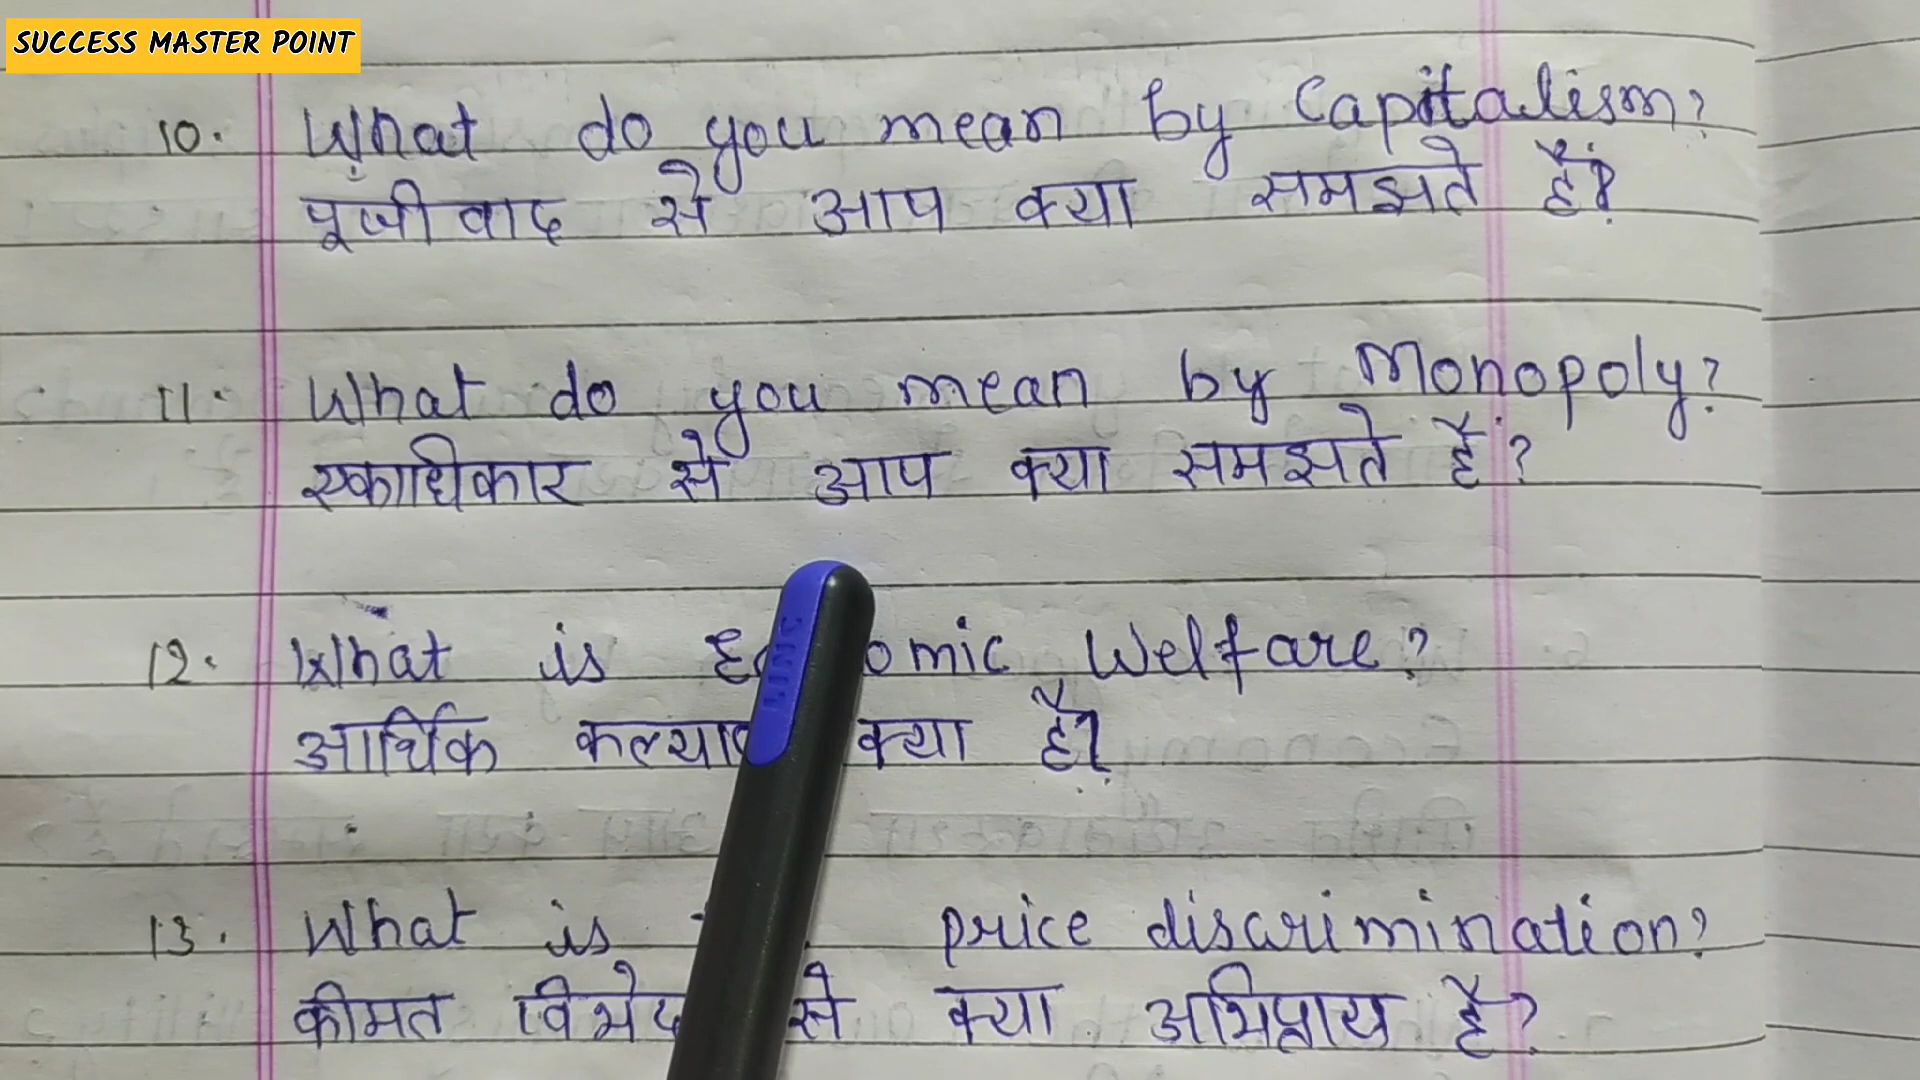 SUCCESS MASTER POINT
10. What do you mean by Capitalism?
पूंजीवाद से आप क्या समझते हैं?
11. What do you mean by Monopoly?
एकाधिकार से आप क्या समझते हैं?
12. What is omic Welfare?
आर्थिक क्या है?
13. What is price discrimination?
कीमत विभेद से क्या अभिप्राय है?